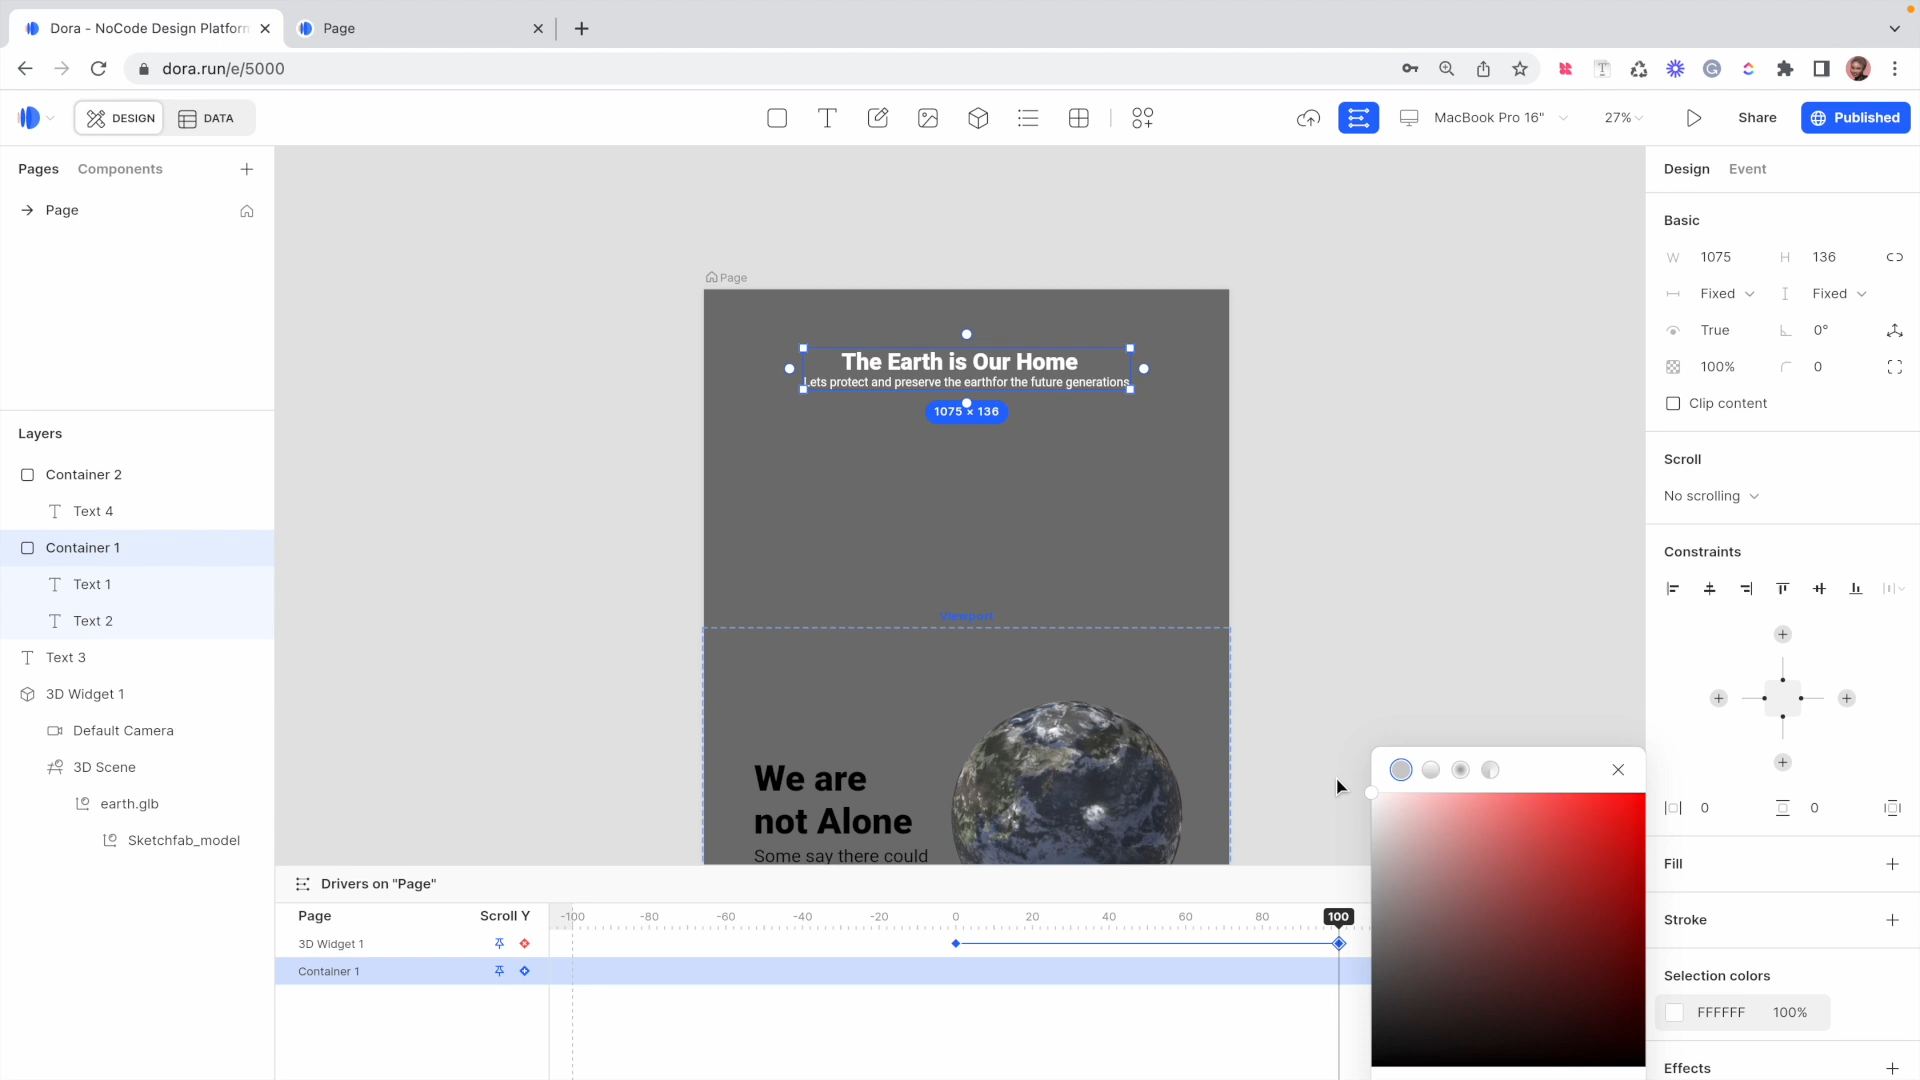 Dora - NoCode Design Platform
Page
dora.run/e/5000
DESIGN
DATA
MacBook Pro 16"
27%
Share
Published
Pages
Components
Page
Layers
Container 2
Text 4
Container 1
Text 1
Text 2
Text 3
3D Widget 1
Default Camera
3D Scene
earth.glb
Sketchfab_model
Page
The Earth is Our Home
Lets protect and preserve the earthfor the future generations
1075 × 136
Viewport
We are
not Alone
Some say there could
Drivers on "Page"
Page Scroll Y -100 -80 -60 -40 -20 0 20 40 60 80 100
3D Widget 1
Container 1
Design
Event
Basic
W 1075 H 136
Fixed Fixed
True 0°
100% 0
Clip content
Scroll
No scrolling
Constraints
0 0
Fill
Stroke
Selection colors
FFFFFF 100%
Effects